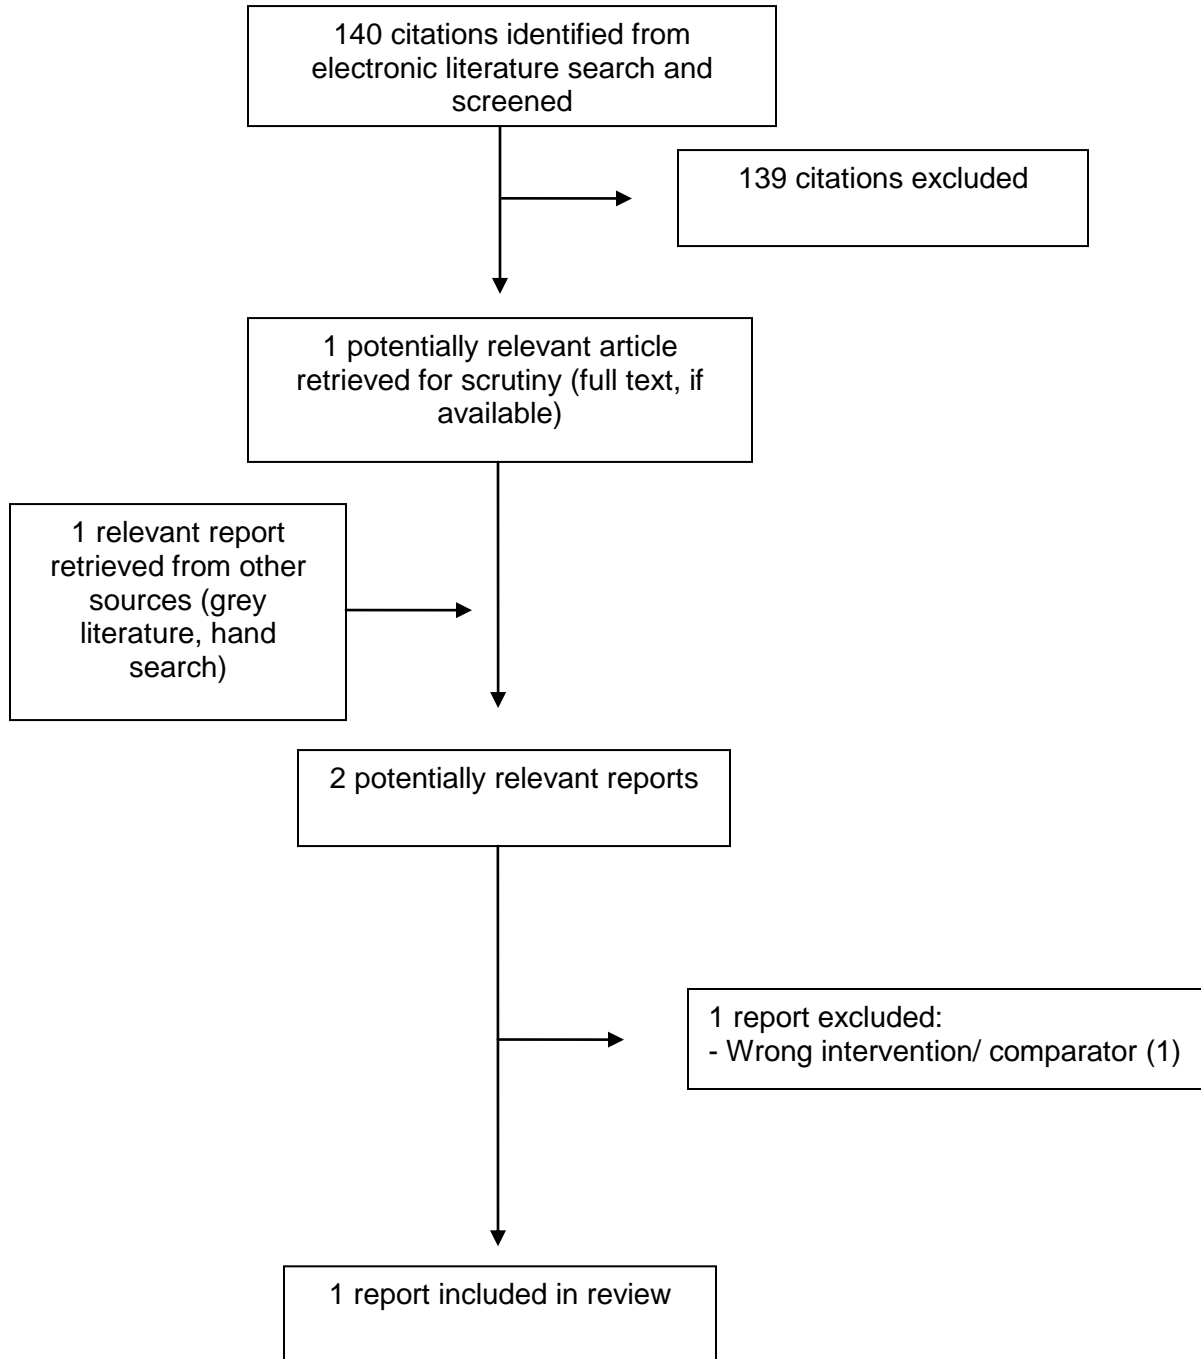 140 citations identified from
electronic literature search and
screened
139 citations excluded
1 potentially relevant article
retrieved for scrutiny (full text, if
available)
1 relevant report
retrieved from other
sources (grey
literature, hand
search)
2 potentially relevant reports
1 report excluded:
- Wrong intervention/ comparator (1)
1 report included in review